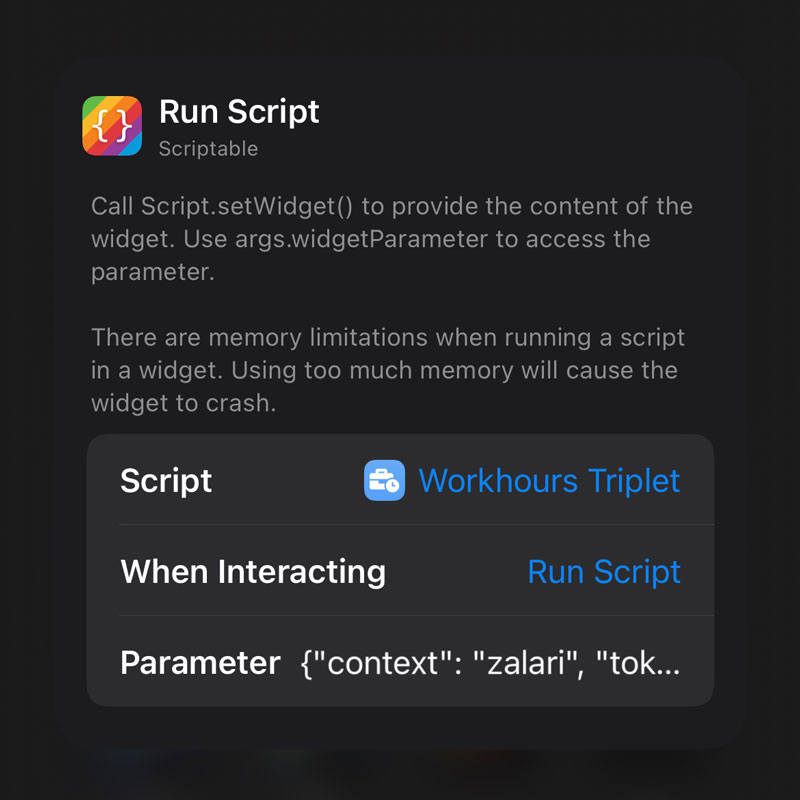 { }
Run Script
Scriptable
Call Script.setWidget() to provide the content of the
widget. Use args.widgetParameter to access the
parameter.
There are memory limitations when running a script
in a widget. Using too much memory will cause the
widget to crash.
Script Workhours Triplet
When Interacting Run Script
Parameter {"context": "zalari", "tok...